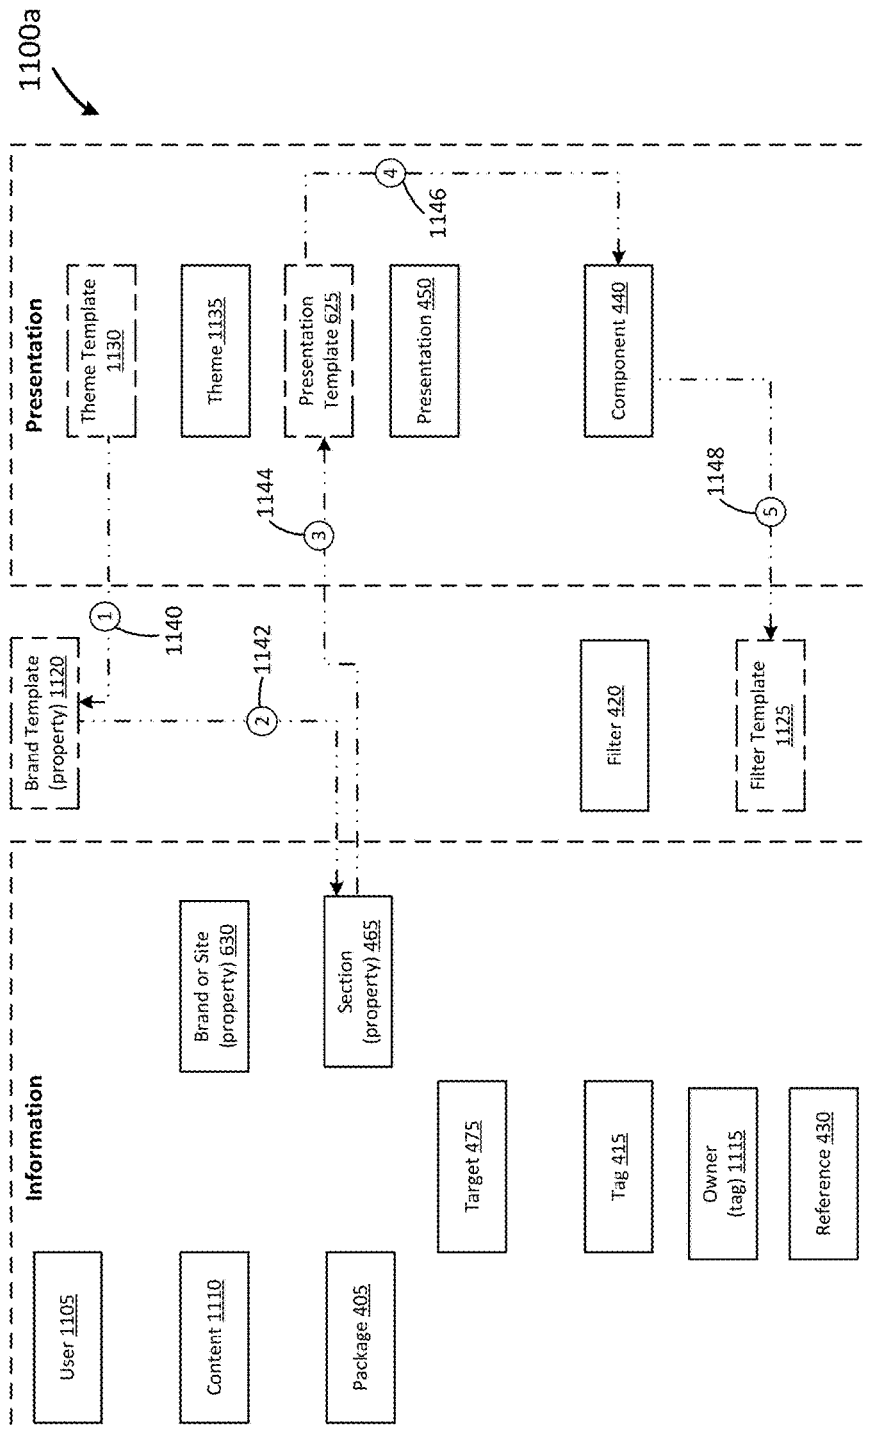 1100a
Information
Presentation
User 1105
Content 1110
Package 405
Target 475
Tag 415
Owner
(tag) 1115
Reference 430
Brand or Site
(property) 630
Section
(property) 465
Brand Template
(property) 1120
Filter 420
Filter Template
1125
1
1140
2
1142
3
1144
4
1146
5
1148
Theme Template
1130
Theme 1135
Presentation
Template 625
Presentation 450
Component 440